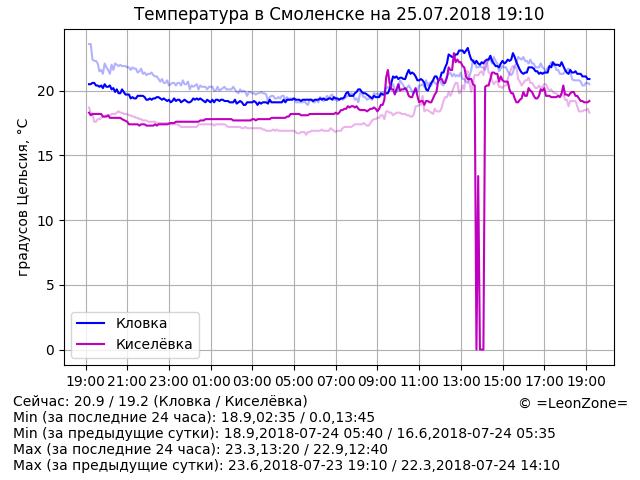 Температура в Смоленске на 25.07.2018 19:10
градусов Цельсия, °C
20
15
10
5
0
Кловка
Киселёвка
19:00 21:00 23:00 01:00 03:00 05:00 07:00 09:00 11:00 13:00 15:00 17:00 19:00
Сейчас: 20.9 / 19.2 (Кловка / Киселёвка)
© =LeonZone=
Min (за последние 24 часа): 18.9,02:35 / 0.0,13:45
Min (за предыдущие сутки): 18.9,2018-07-24 05:40 / 16.6,2018-07-24 05:35
Max (за последние 24 часа): 23.3,13:20 / 22.9,12:40
Max (за предыдущие сутки): 23.6,2018-07-23 19:10 / 22.3,2018-07-24 14:10